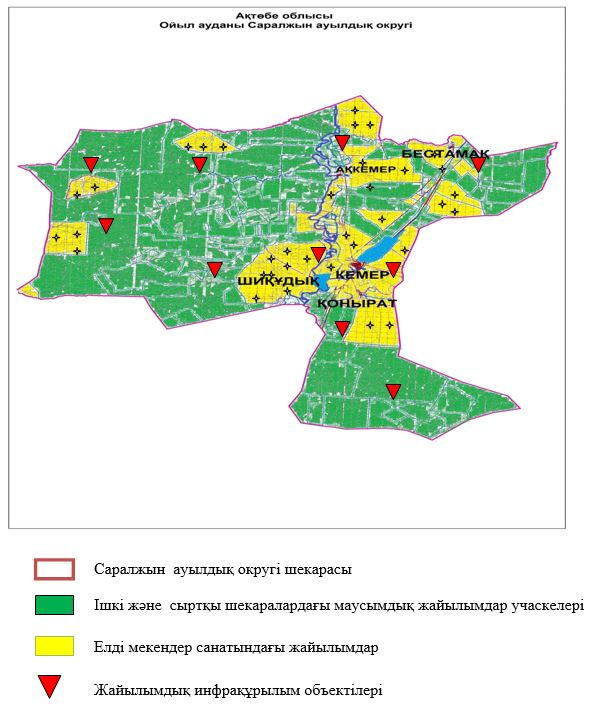 Ақтөбе облысы
Ойыл ауданы Саралжын ауылдық округі
БЕСТАМАҚ
АҚКЕМЕР
ШИҚҰДЫҚ
КЕМЕР
ҚОНЫРАТ
Саралжын ауылдық округі шекарасы
Ішкі және сыртқы шекаралардағы маусымдық жайылымдар учаскелері
Елді мекендер санатындағы жайылымдар
Жайылымдық инфрақұрылым объектілері